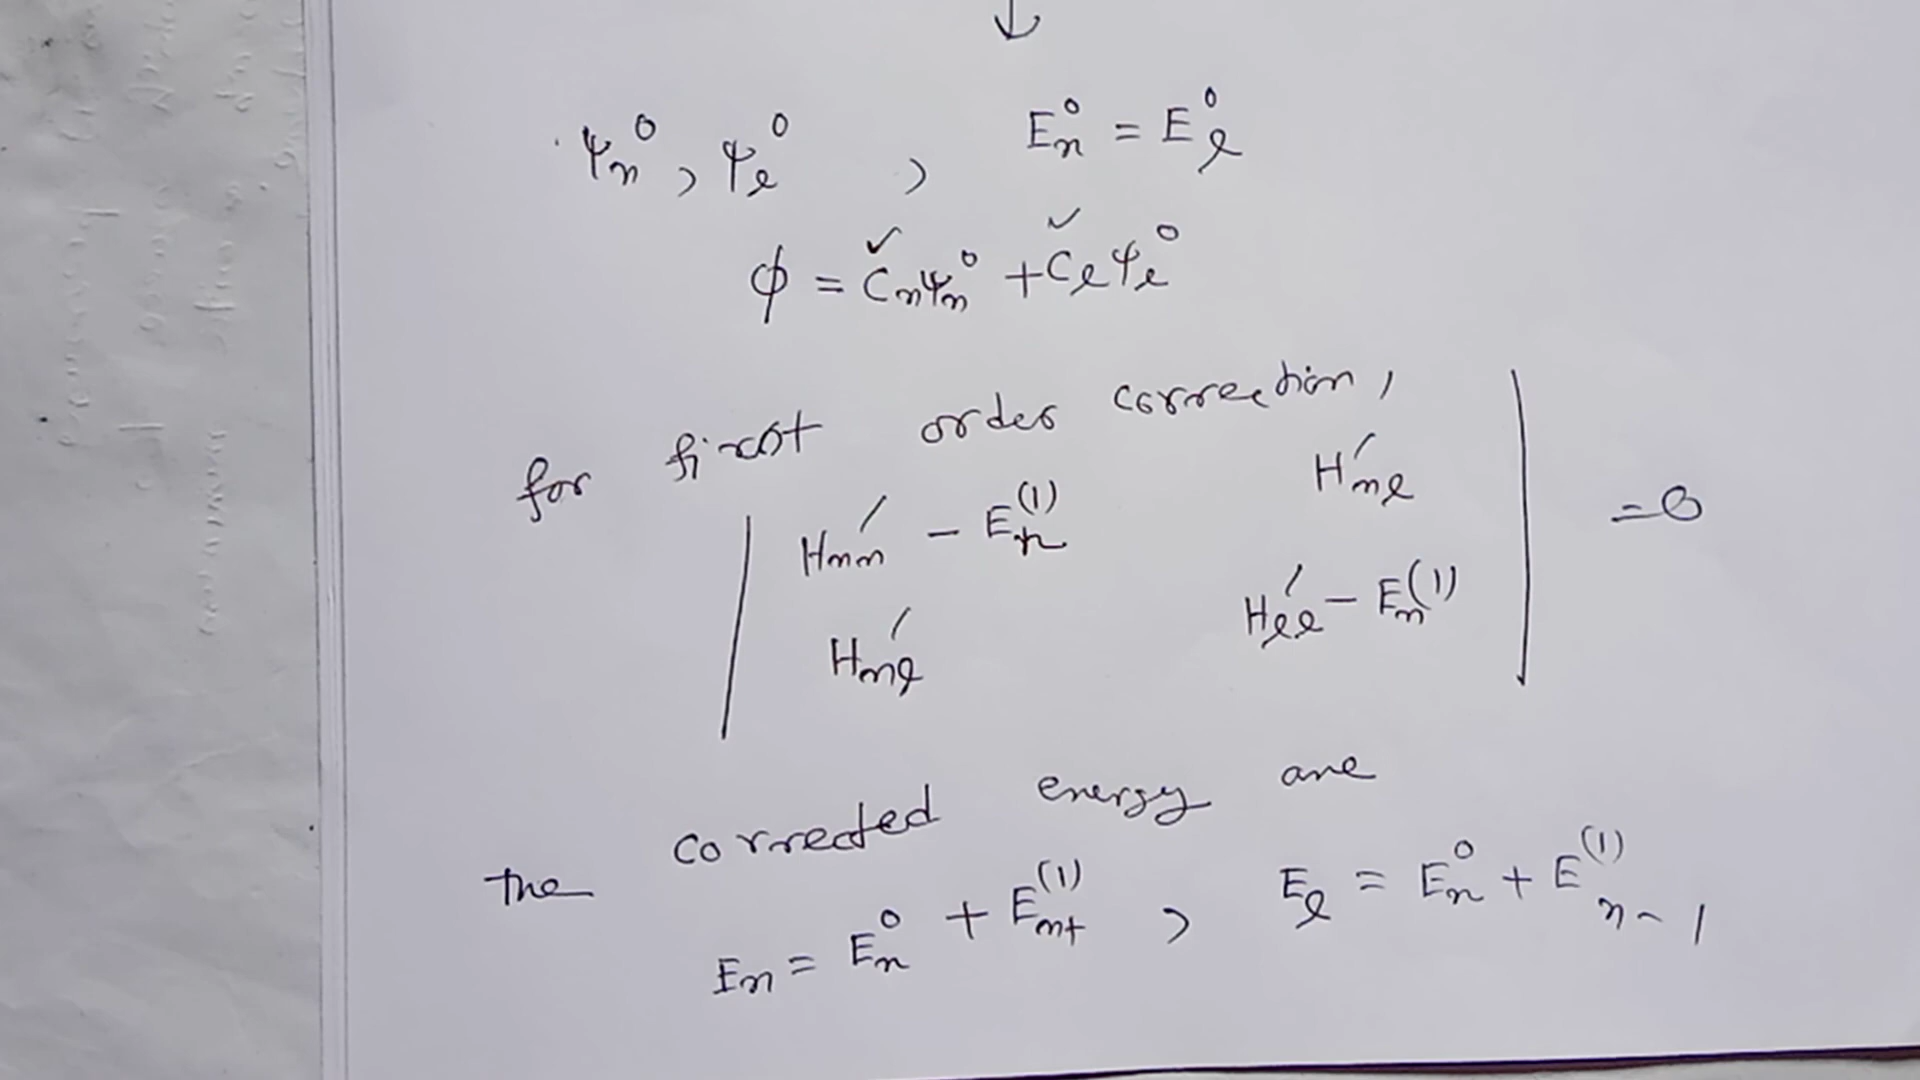 ↓
ψₙ⁰, ψₗ⁰ , Eₙ⁰ = Eₗ⁰
ϕ = Cₙψₙ⁰ + Cₗψₗ⁰
for first order correction,
| Hₙₙ′ − Eₙ⁽¹⁾ Hₙₗ′ | = 0
| Hₙₗ′ Hₗₗ′ − Eₙ⁽¹⁾ |
the corrected energy are
Eₙ = Eₙ⁰ + Eₙ₊⁽¹⁾ , Eₗ = Eₙ⁰ + Eₙ₋⁽¹⁾